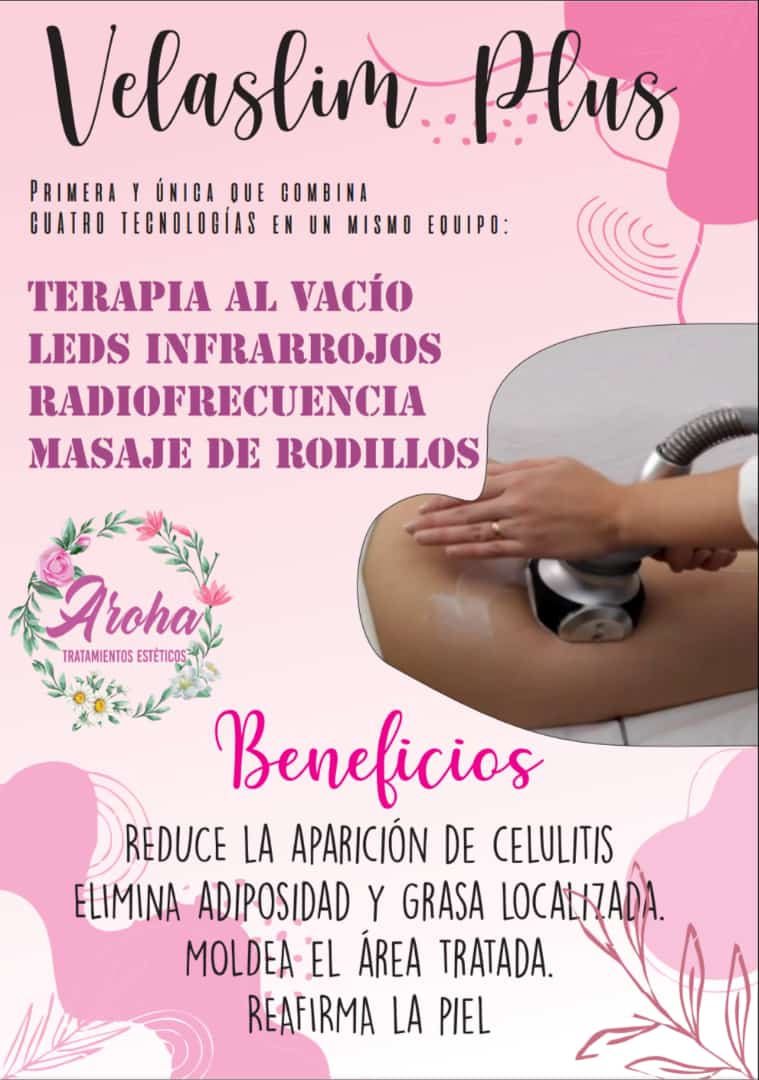 Velaslim Plus
Primera y única que combina
cuatro tecnologías en un mismo equipo:
TERAPIA AL VACÍO
LEDS INFRARROJOS
RADIOFRECUENCIA
MASAJE DE RODILLOS
Aroha
TRATAMIENTOS ESTÉTICOS
Beneficios
REDUCE LA APARICIÓN DE CELULITIS
ELIMINA ADIPOSIDAD Y GRASA LOCALIZADA.
MOLDEA EL ÁREA TRATADA.
REAFIRMA LA PIEL